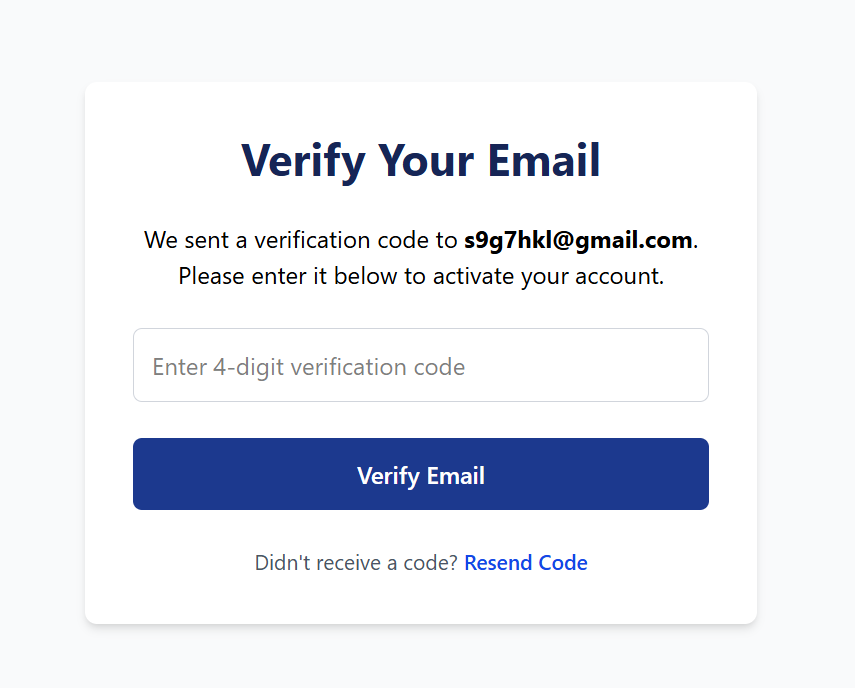 Verify Your Email
We sent a verification code to s9g7hkl@gmail.com.
Please enter it below to activate your account.
Enter 4-digit verification code
Verify Email
Didn't receive a code? Resend Code